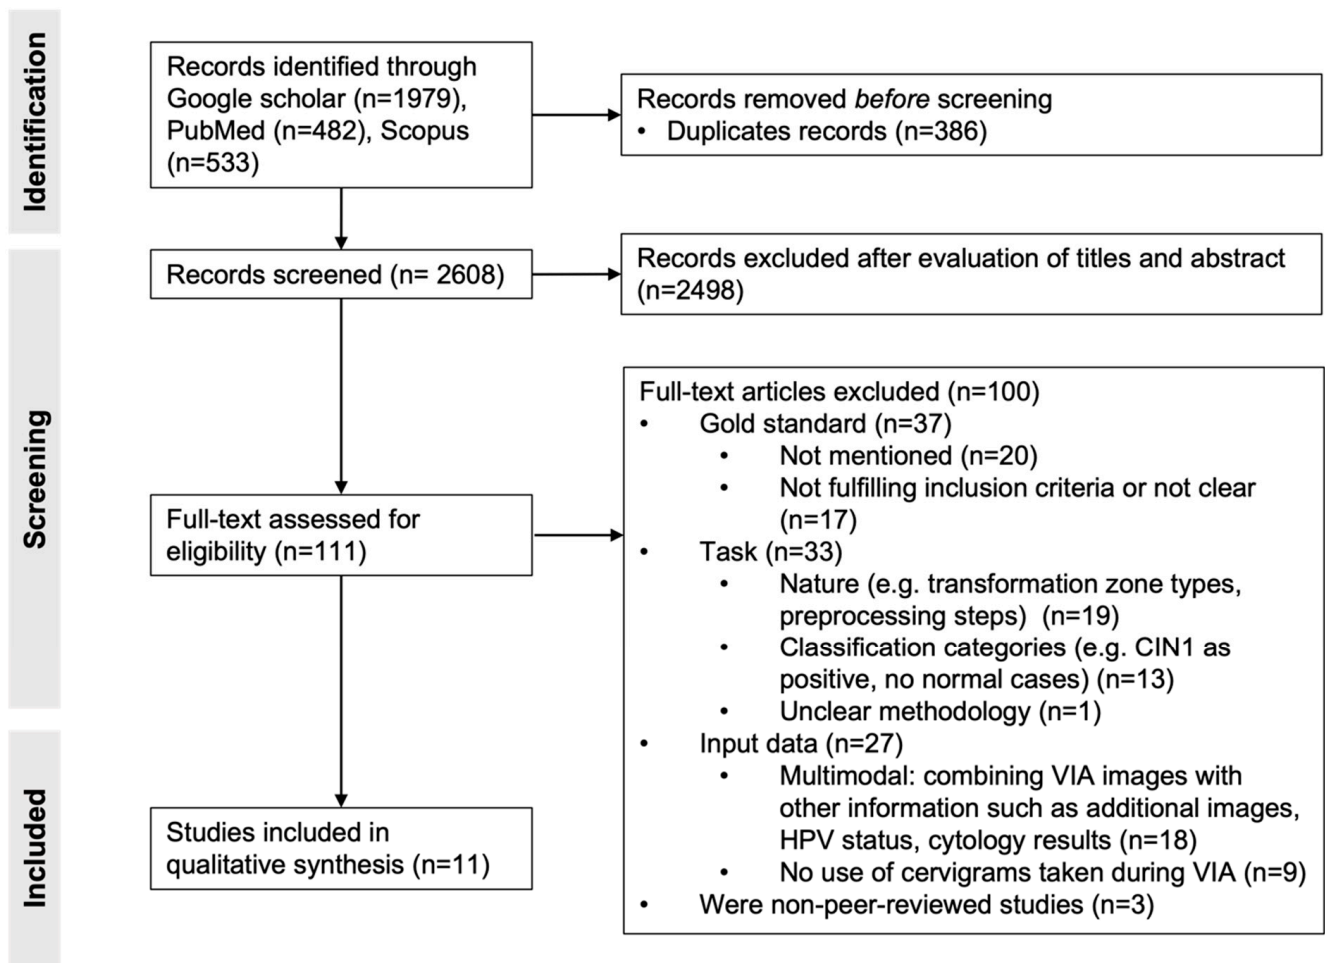 Identification
Records identified through
Google scholar (n=1979),
PubMed (n=482), Scopus
(n=533)
Records removed before screening
• Duplicates records (n=386)
Screening
Records screened (n= 2608)
Records excluded after evaluation of titles and abstract
(n=2498)
Full-text assessed for
eligibility (n=111)
Full-text articles excluded (n=100)
• Gold standard (n=37)
• Not mentioned (n=20)
• Not fulfilling inclusion criteria or not clear
(n=17)
• Task (n=33)
• Nature (e.g. transformation zone types,
preprocessing steps) (n=19)
• Classification categories (e.g. CIN1 as
positive, no normal cases) (n=13)
• Unclear methodology (n=1)
• Input data (n=27)
• Multimodal: combining VIA images with
other information such as additional images,
HPV status, cytology results (n=18)
• No use of cervigrams taken during VIA (n=9)
• Were non-peer-reviewed studies (n=3)
Included
Studies included in
qualitative synthesis (n=11)